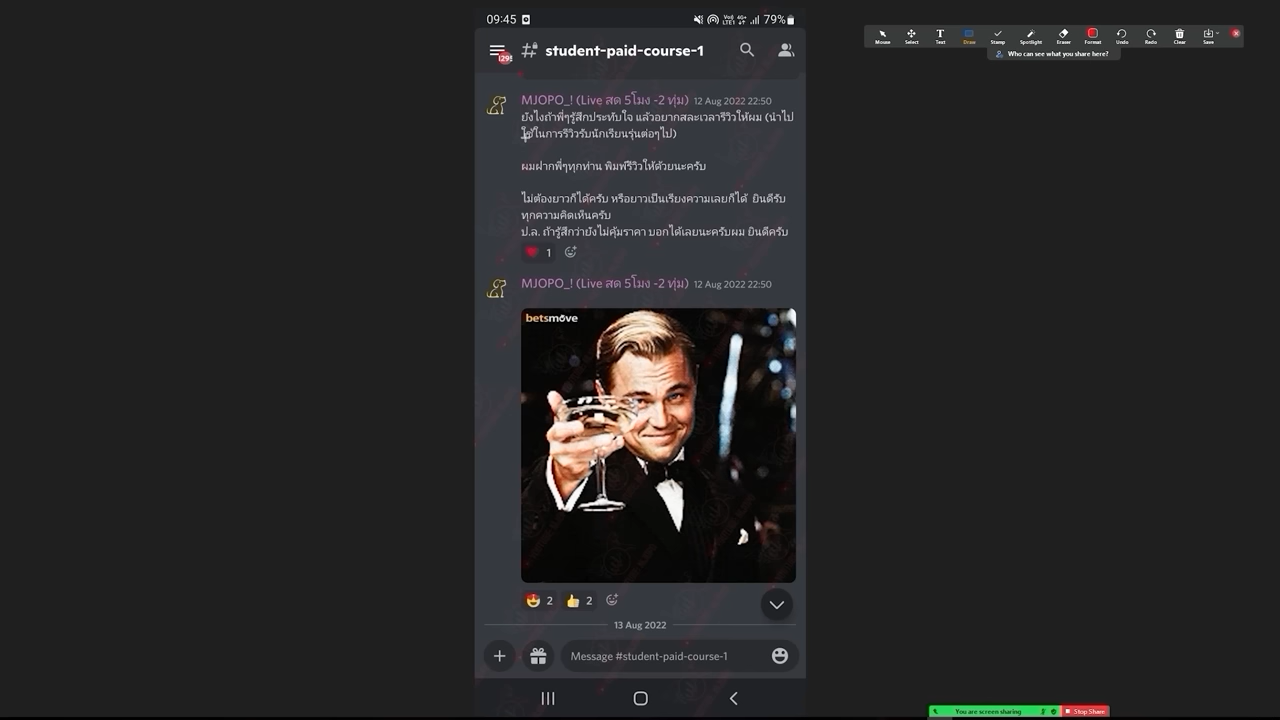 09:45
Vo)) LTE1 4G+ 79%
Mouse Select Text Draw Stamp Spotlight Eraser Format Undo Redo Clear Save
Who can see what you share here?
student-paid-course-1
MJOPO_! (Live สด 5โมง -2 ทุ่ม) 12 Aug 2022 22:50
ยังไงถ้าพี่ๆรู้สึกประทับใจ แล้วอยากสละเวลารีวิวให้ผม (นำไป
ใช้ในการรีวิวรับนักเรียนรุ่นต่อๆไป)
ผมฝากพี่ๆทุกท่าน พิมพ์รีวิวให้ด้วยนะครับ
ไม่ต้องยาวก็ได้ครับ หรือยาวเป็นเรียงความเลยก็ได้ ยินดีรับ
ทุกความคิดเห็นครับ
ป.ล. ถ้ารู้สึกว่ายังไม่คุ้มราคา บอกได้เลยนะครับผม ยินดีครับ
1
MJOPO_! (Live สด 5โมง -2 ทุ่ม) 12 Aug 2022 22:50
betsmove
2 2
13 Aug 2022
Message #student-paid-course-1
You are screen sharing Stop Share